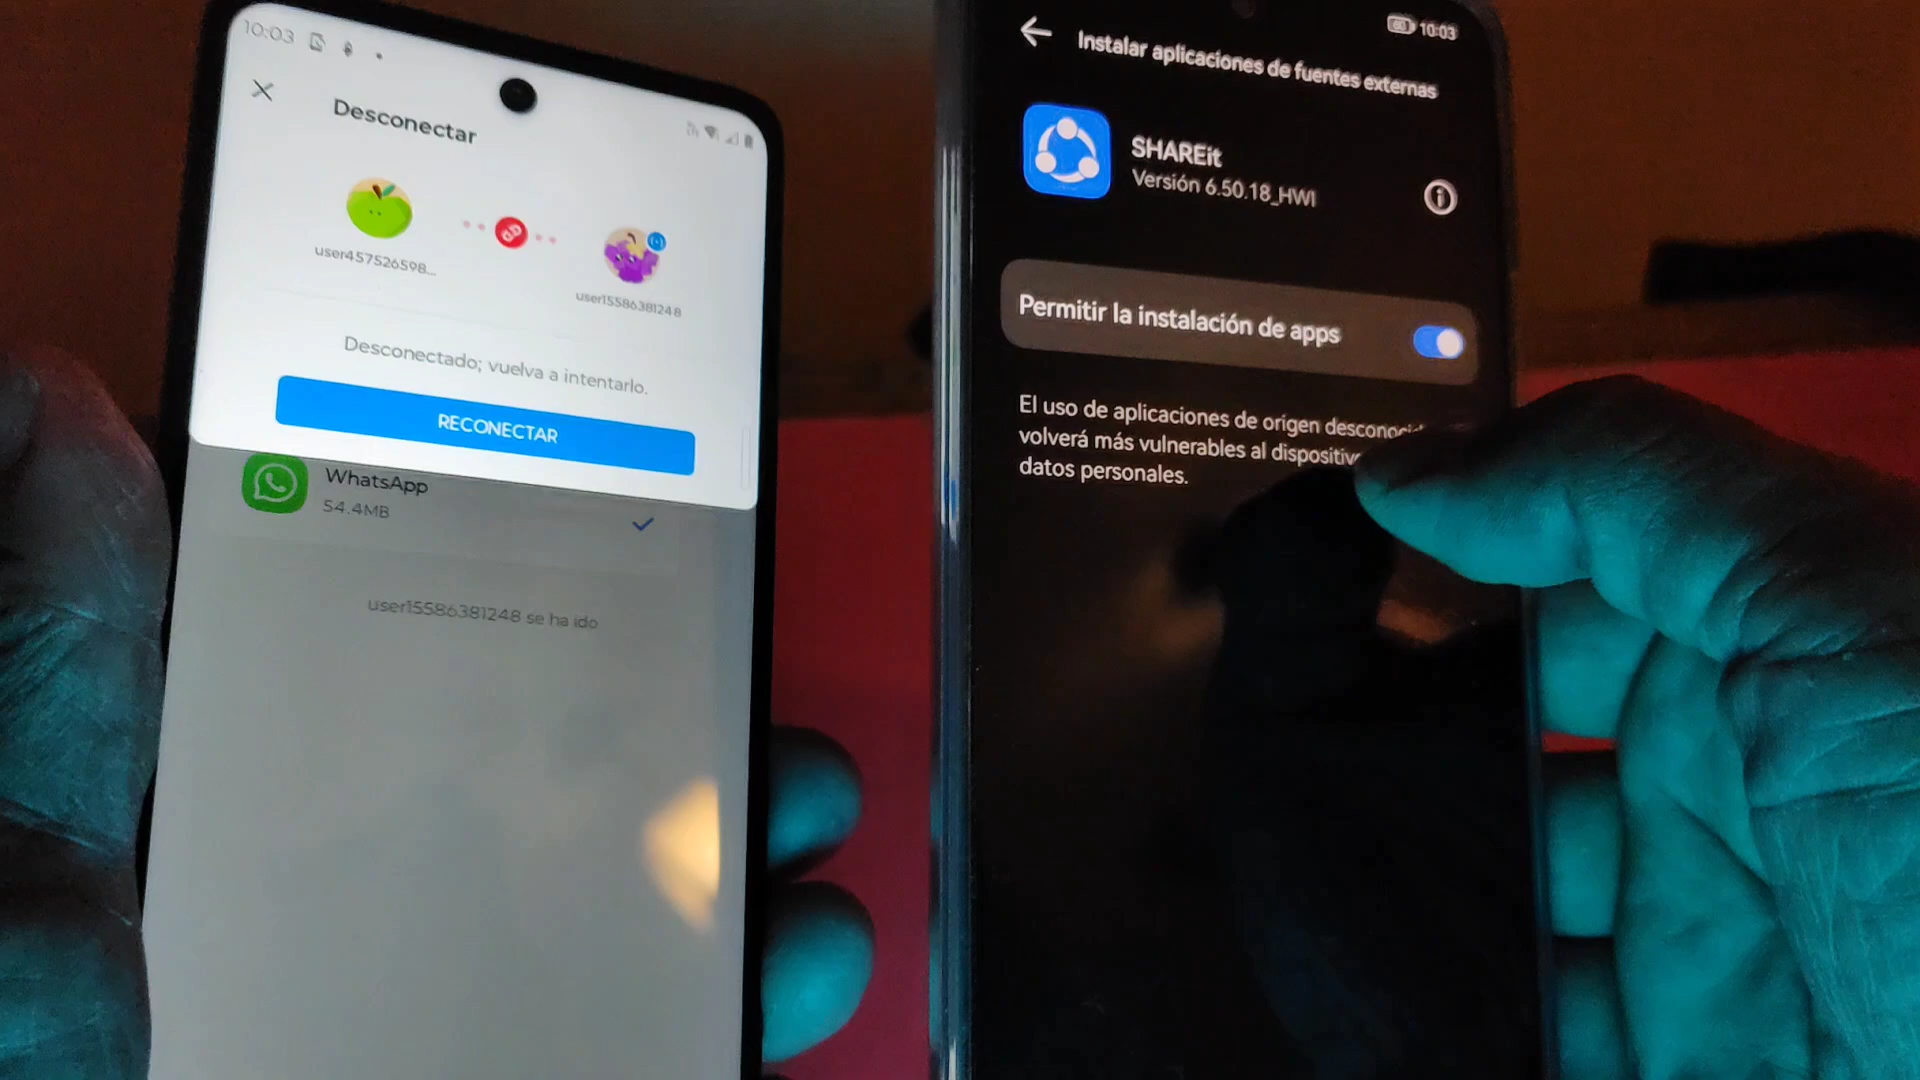 10:03
Desconectar
user457526598...
user15586381248
Desconectado; vuelva a intentarlo.
RECONECTAR
WhatsApp
54.4MB
user15586381248 se ha ido
10:03
Instalar aplicaciones de fuentes externas
SHAREit
Versión 6.50.18_HWI
Permitir la instalación de apps
El uso de aplicaciones de origen
volverá más vulnerables al dispositivo
datos personales.